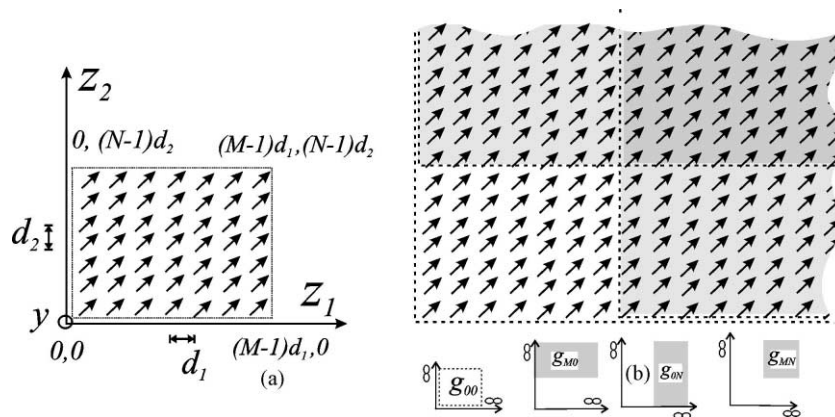 Z2
0, (N-1)d2
(M-1)d1,(N-1)d2
d2
y
Z1
0,0
d1
(M-1)d1,0
(a)
∞
g00
∞
∞
gM0
∞
(b)
∞
g0N
∞
∞
gMN
∞